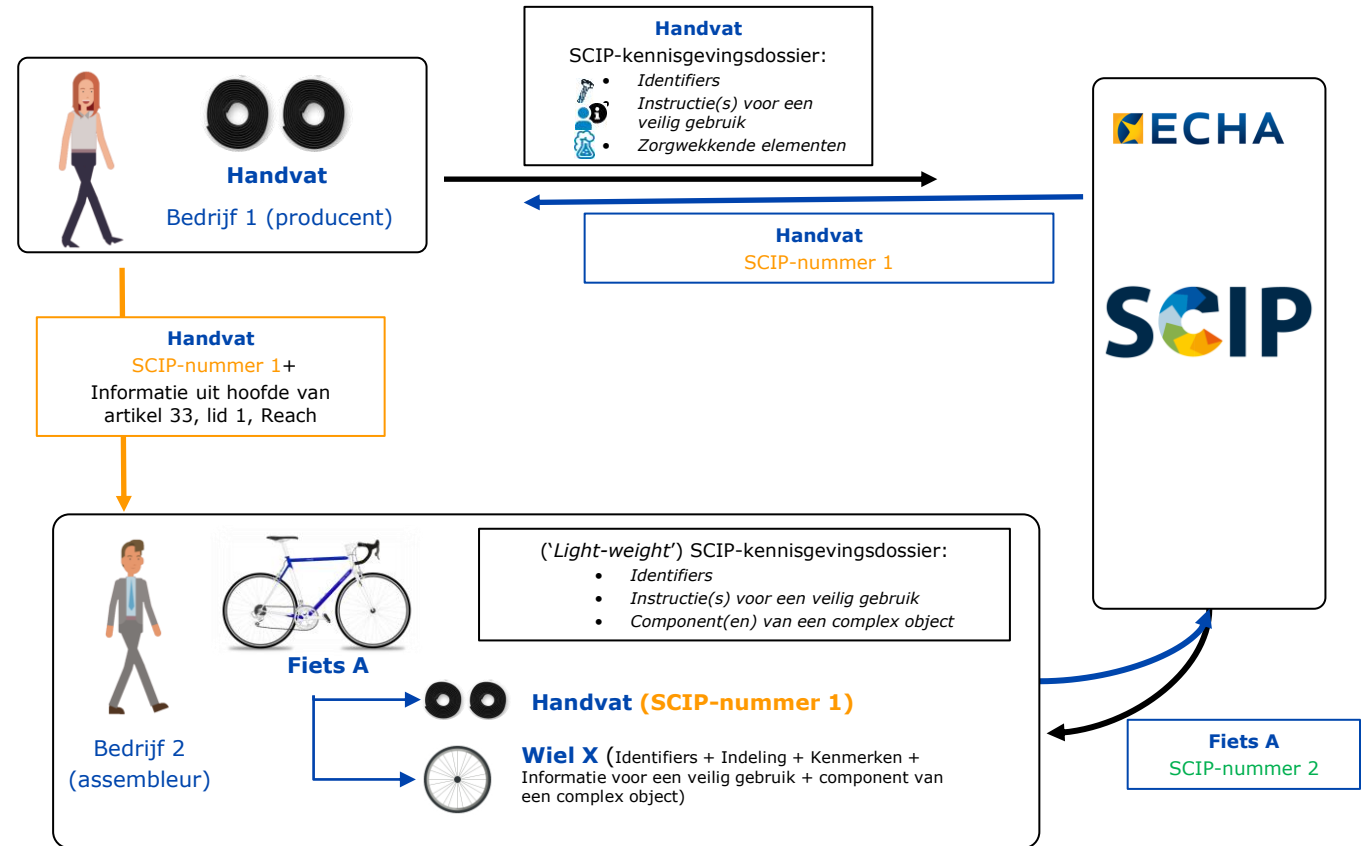 Handvat
SCIP-kennisgevingsdossier:
• Identifiers
• Instructie(s) voor een
veilig gebruik
• Zorgwekkende elementen
Handvat
Bedrijf 1 (producent)
ECHA
SCIP
Handvat
SCIP-nummer 1
Handvat
SCIP-nummer 1+
Informatie uit hoofde van
artikel 33, lid 1, Reach
(‘Light-weight’) SCIP-kennisgevingsdossier:
• Identifiers
• Instructie(s) voor een veilig gebruik
• Component(en) van een complex object
Fiets A
Handvat (SCIP-nummer 1)
Wiel X (Identifiers + Indeling + Kenmerken +
Informatie voor een veilig gebruik + component van
een complex object)
Bedrijf 2
(assembleur)
Fiets A
SCIP-nummer 2